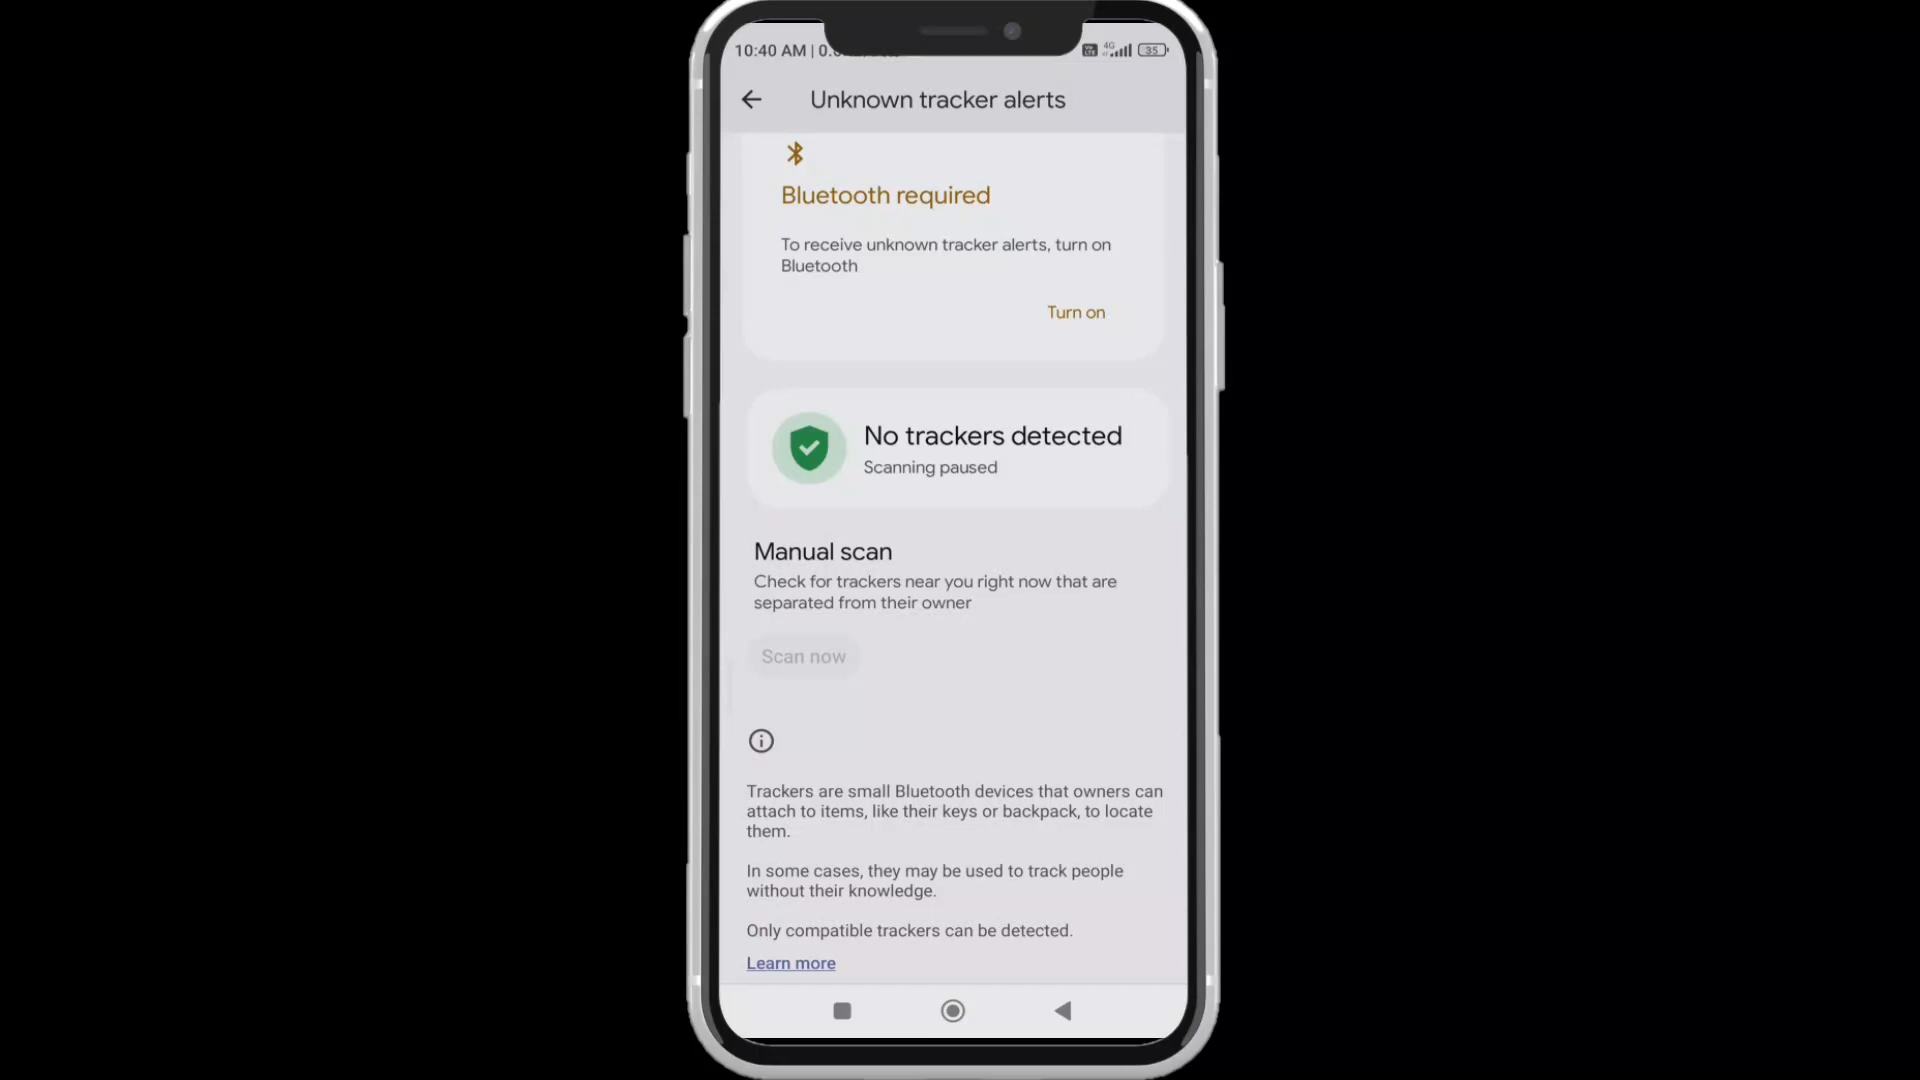 10:40 AM | 0.
4G
35
Unknown tracker alerts
Bluetooth required
To receive unknown tracker alerts, turn on
Bluetooth
Turn on
No trackers detected
Scanning paused
Manual scan
Check for trackers near you right now that are
separated from their owner
Scan now
Trackers are small Bluetooth devices that owners can
attach to items, like their keys or backpack, to locate
them.
In some cases, they may be used to track people
without their knowledge.
Only compatible trackers can be detected.
Learn more